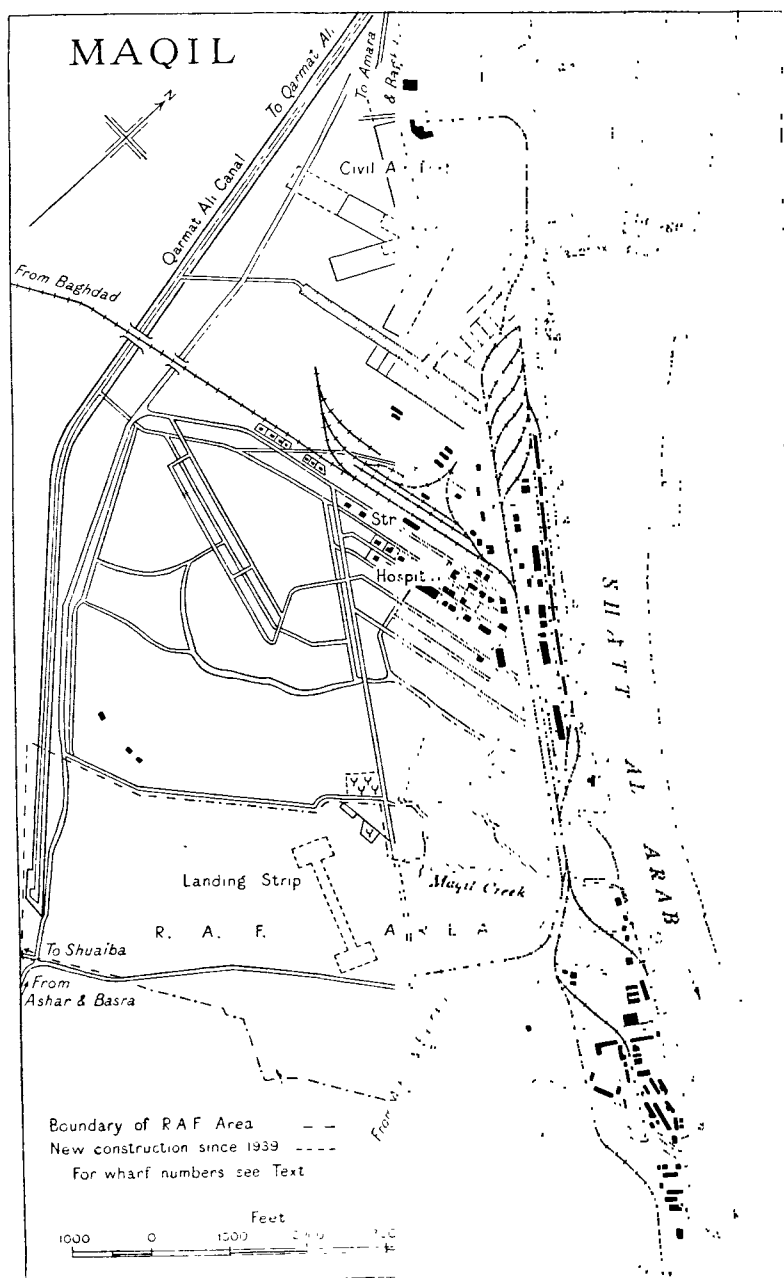 MAQIL
N
To Qarmat Ali
To Amara
& Raf
Civil A
Qarmat Ali Canal
From Baghdad
Str
Hospit
SHATT AL ARAB
Landing Strip
Maqil Creek
R. A. F. A
To Shuaiba
From
Ashar & Basra
From
Boundary of RAF Area
New construction since 1939
For wharf numbers see Text
Feet
1000 0 1500